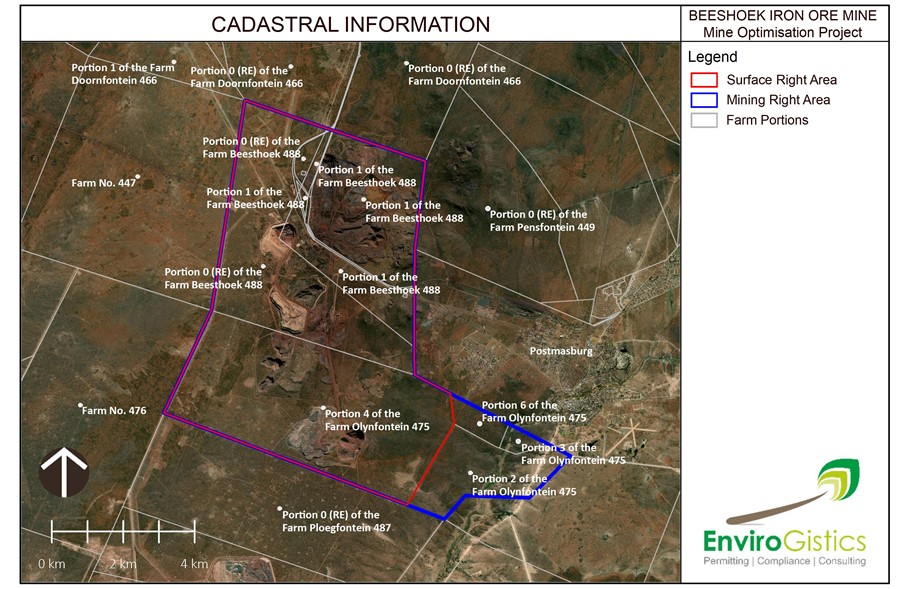 CADASTRAL INFORMATION
BEESHOEK IRON ORE MINE
Mine Optimisation Project
Legend
Surface Right Area
Mining Right Area
Farm Portions
Portion 1 of the Farm
Doornfontein 466
Portion 0 (RE) of the
Farm Doornfontein 466
Portion 0 (RE) of the
Farm Doornfontein 466
Portion 0 (RE) of the
Farm Beesthoek 488
Portion 1 of the
Farm Beesthoek 488
Farm No. 447
Portion 1 of the
Farm Beesthoek 488
Portion 1 of the
Farm Beesthoek 488
Portion 0 (RE) of the
Farm Pensfontein 449
Portion 0 (RE) of the
Farm Beesthoek 488
Portion 1 of the
Farm Beesthoek 488
Postmasburg
Farm No. 476
Portion 4 of the
Farm Olynfontein 475
Portion 6 of the
Farm Olynfontein 475
Portion 3 of the
Farm Olynfontein 475
Portion 2 of the
Farm Olynfontein 475
Portion 0 (RE) of the
Farm Ploegfontein 487
0 km 2 km 4 km
EnviroGistics
Permitting | Compliance | Consulting